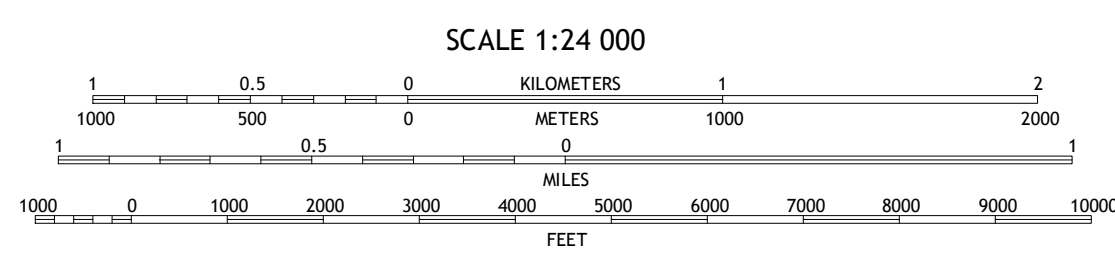 SCALE 1:24 000
1 0.5 0 KILOMETERS 1 2
1000 500 0 METERS 1000 2000
1 0.5 0 1
MILES
1000 0 1000 2000 3000 4000 5000 6000 7000 8000 9000 10000
FEET